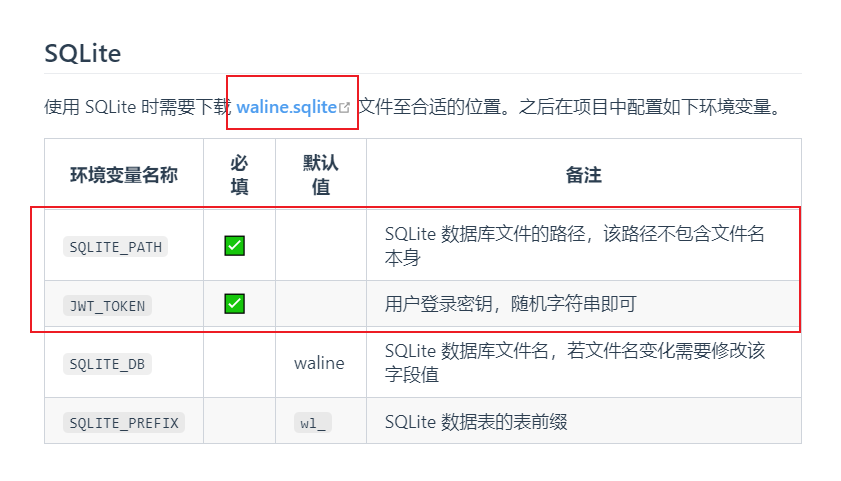 SQLite
使用 SQLite 时需要下载 waline.sqlite 文件至合适的位置。之后在项目中配置如下环境变量。
环境变量名称 必填 默认值 备注
SQLITE_PATH ✅ SQLite 数据库文件的路径，该路径不包含文件名
本身
JWT_TOKEN ✅ 用户登录密钥，随机字符串即可
SQLITE_DB waline SQLite 数据库文件名，若文件名变化需要修改该
字段值
SQLITE_PREFIX wl_ SQLite 数据表的表前缀